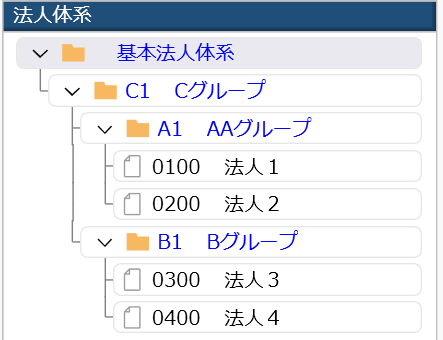 法人体系
基本法人体系
C1　Cグループ
A1　AAグループ
0100　法人１
0200　法人２
B1　Bグループ
0300　法人３
0400　法人４